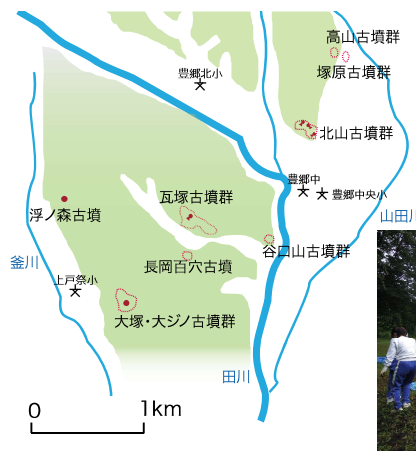 高山古墳群
塚原古墳群
豊郷北小
北山古墳群
豊郷中
豊郷中央小
瓦塚古墳群
山田川
浮ノ森古墳
谷口山古墳群
釜川
長岡百穴古墳
上戸祭小
大塚・大ジノ古墳群
田川
0 1km